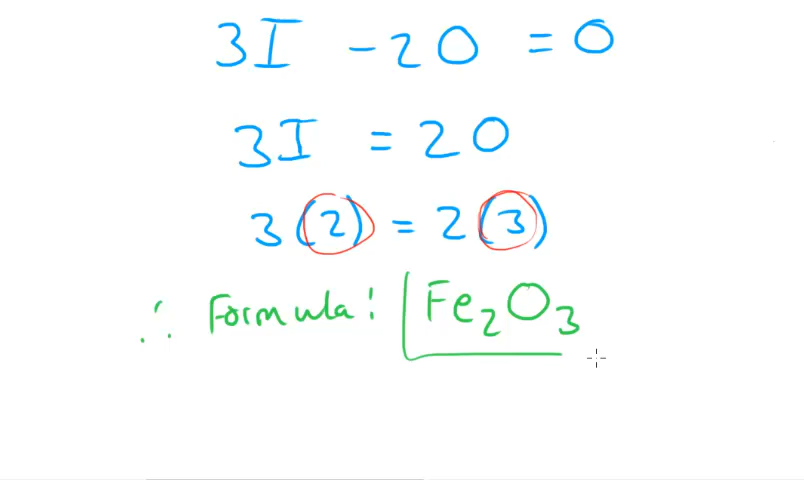 3I - 2O = 0
3I = 2O
3(2) = 2(3)
∴ Formula: Fe₂O₃